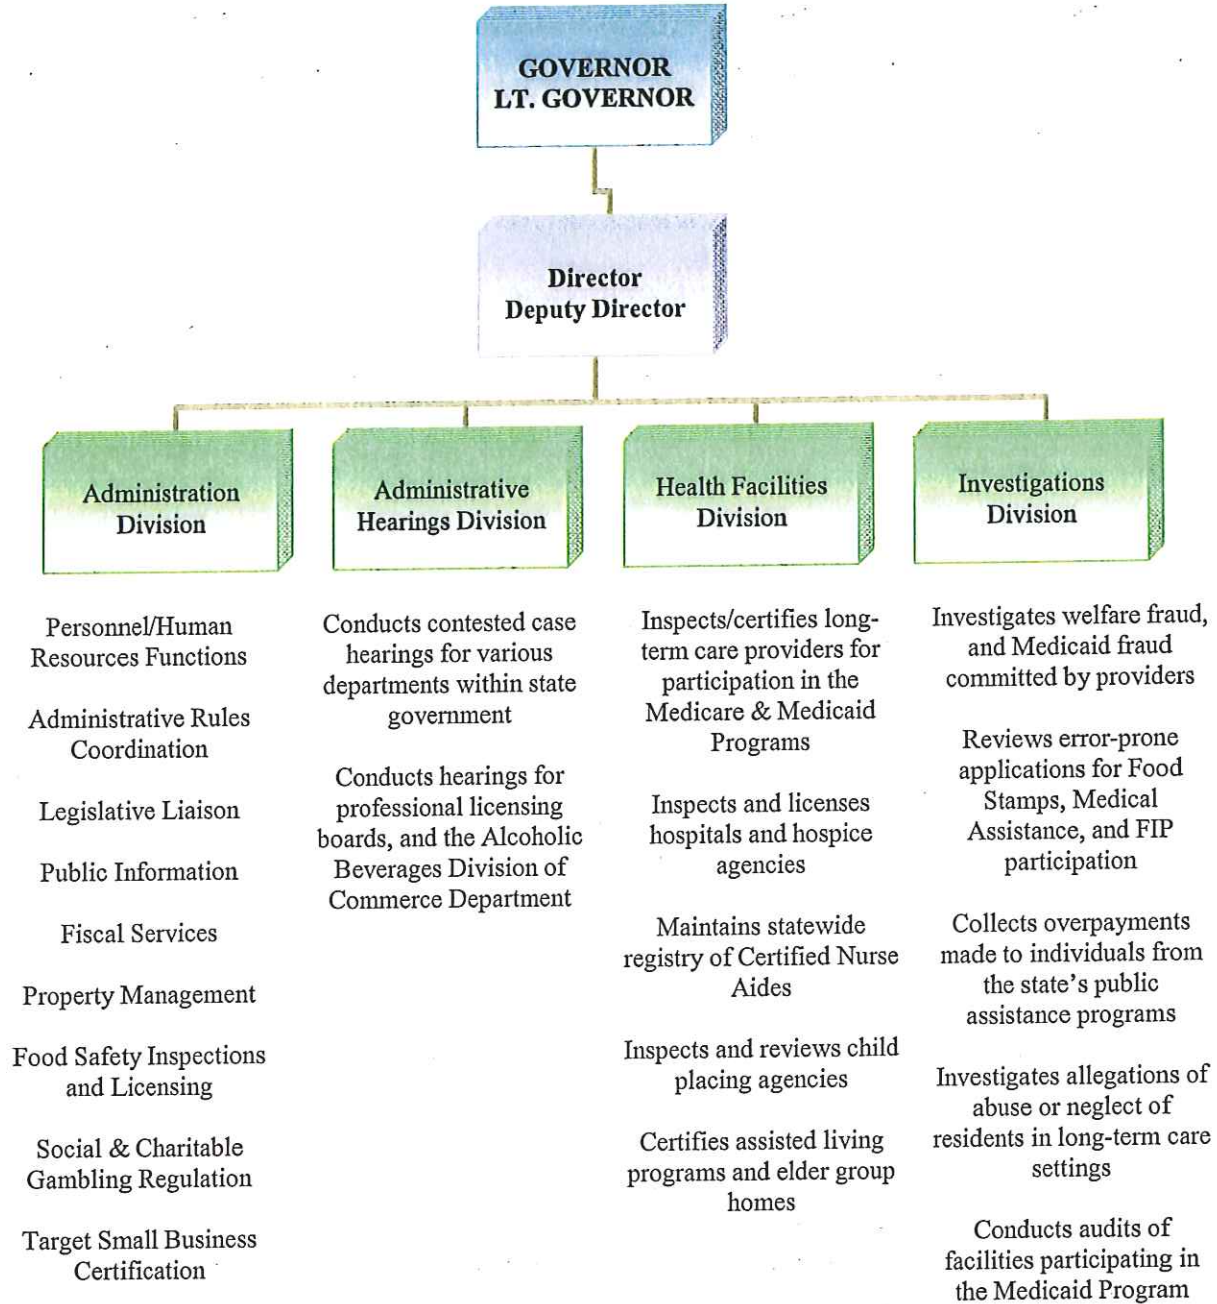 GOVERNOR
LT. GOVERNOR
Director
Deputy Director
Administration
Division
Personnel/Human
Resources Functions
Administrative Rules
Coordination
Legislative Liaison
Public Information
Fiscal Services
Property Management
Food Safety Inspections
and Licensing
Social & Charitable
Gambling Regulation
Target Small Business
Certification
Administrative
Hearings Division
Conducts contested case
hearings for various
departments within state
government
Conducts hearings for
professional licensing
boards, and the Alcoholic
Beverages Division of
Commerce Department
Health Facilities
Division
Inspects/certifies long-
term care providers for
participation in the
Medicare & Medicaid
Programs
Inspects and licenses
hospitals and hospice
agencies
Maintains statewide
registry of Certified Nurse
Aides
Inspects and reviews child
placing agencies
Certifies assisted living
programs and elder group
homes
Investigations
Division
Investigates welfare fraud,
and Medicaid fraud
committed by providers
Reviews error-prone
applications for Food
Stamps, Medical
Assistance, and FIP
participation
Collects overpayments
made to individuals from
the state’s public
assistance programs
Investigates allegations of
abuse or neglect of
residents in long-term care
settings
Conducts audits of
facilities participating in
the Medicaid Program